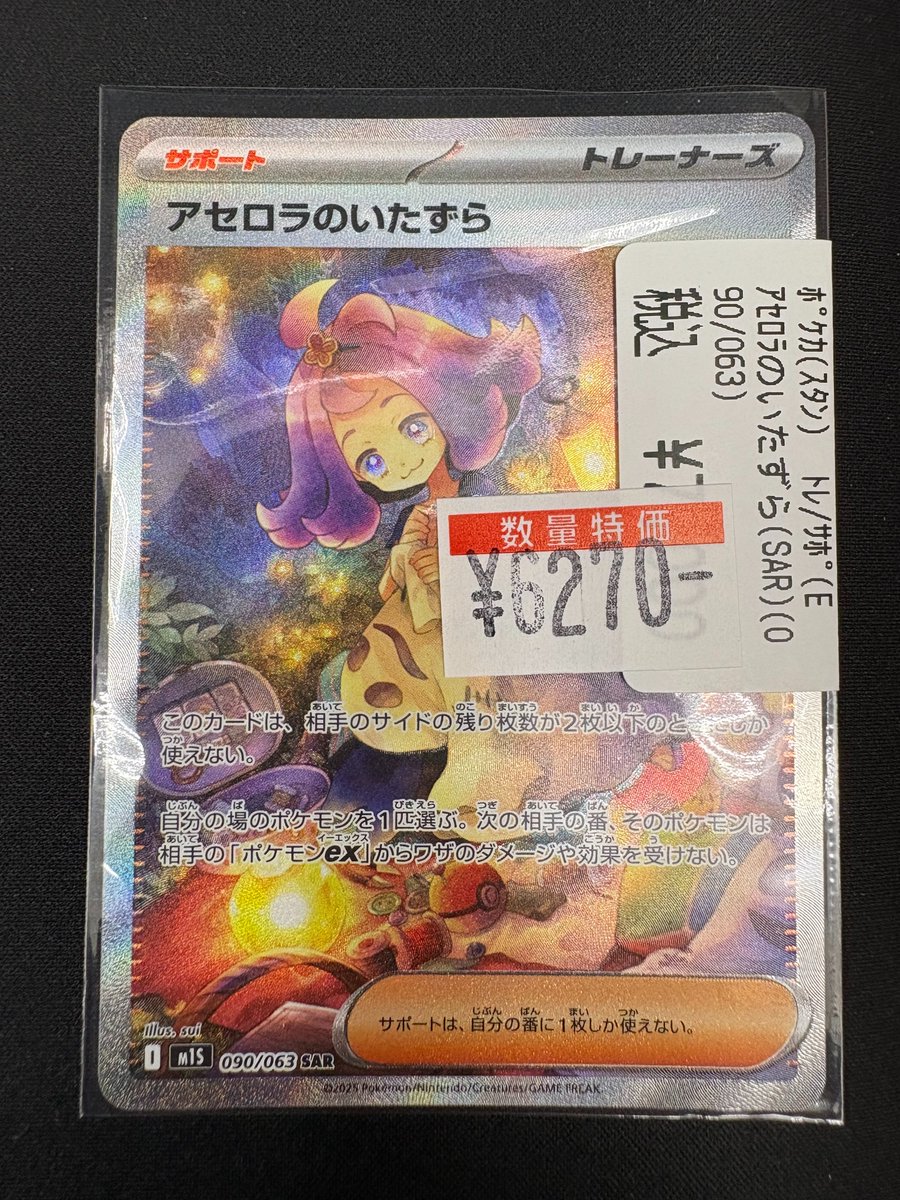 サポート
トレーナーズ
アセロラのいたずら
ポケカ(スタン) トレ/サポ(E
アセロラのいたずら(SAR)(0
90/063)
税込
¥
数量特価
¥6270-
このカードは、相手のサイドの残り枚数が2枚以下のと しか
使えない。
自分の場のポケモンを1匹選ぶ。次の相手の番、そのポケモンは
相手の「ポケモンex」からワザのダメージや効果を受けない。
サポートは、自分の番に1枚しか使えない。
illus. sui
I M1S 090/063 SAR
©2025 Pokémon/Nintendo/Creatures/GAME FREAK.